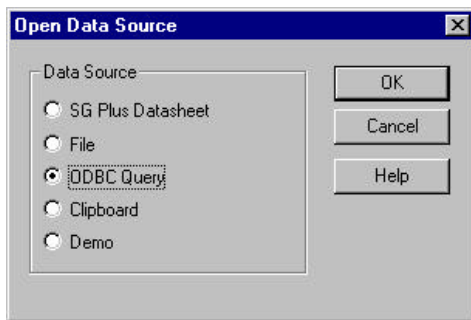 Open Data Source
Data Source
SG Plus Datasheet
File
ODBC Query
Clipboard
Demo
OK
Cancel
Help